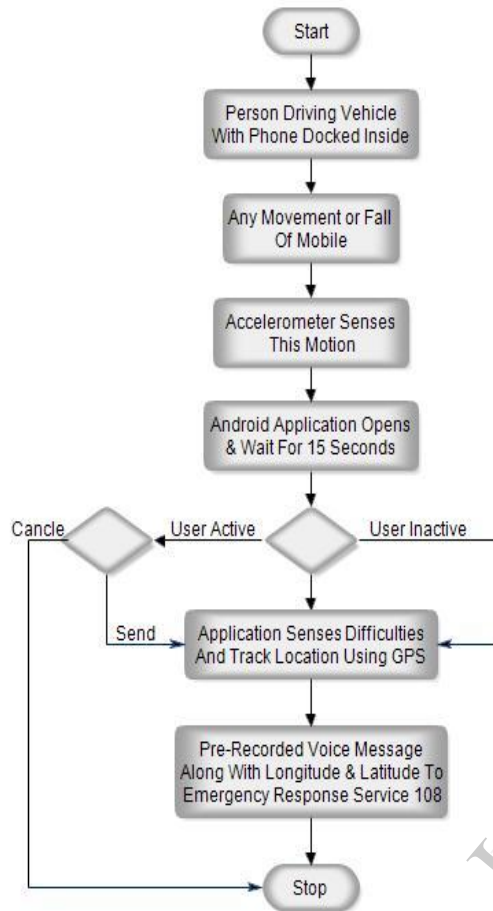 Start
Person Driving Vehicle
With Phone Docked Inside
Any Movement or Fall
Of Mobile
Accelerometer Senses
This Motion
Android Application Opens
& Wait For 15 Seconds
Cancle
User Active
User Inactive
Send
Application Senses Difficulties
And Track Location Using GPS
Pre-Recorded Voice Message
Along With Longitude & Latitude To
Emergency Response Service 108
Stop